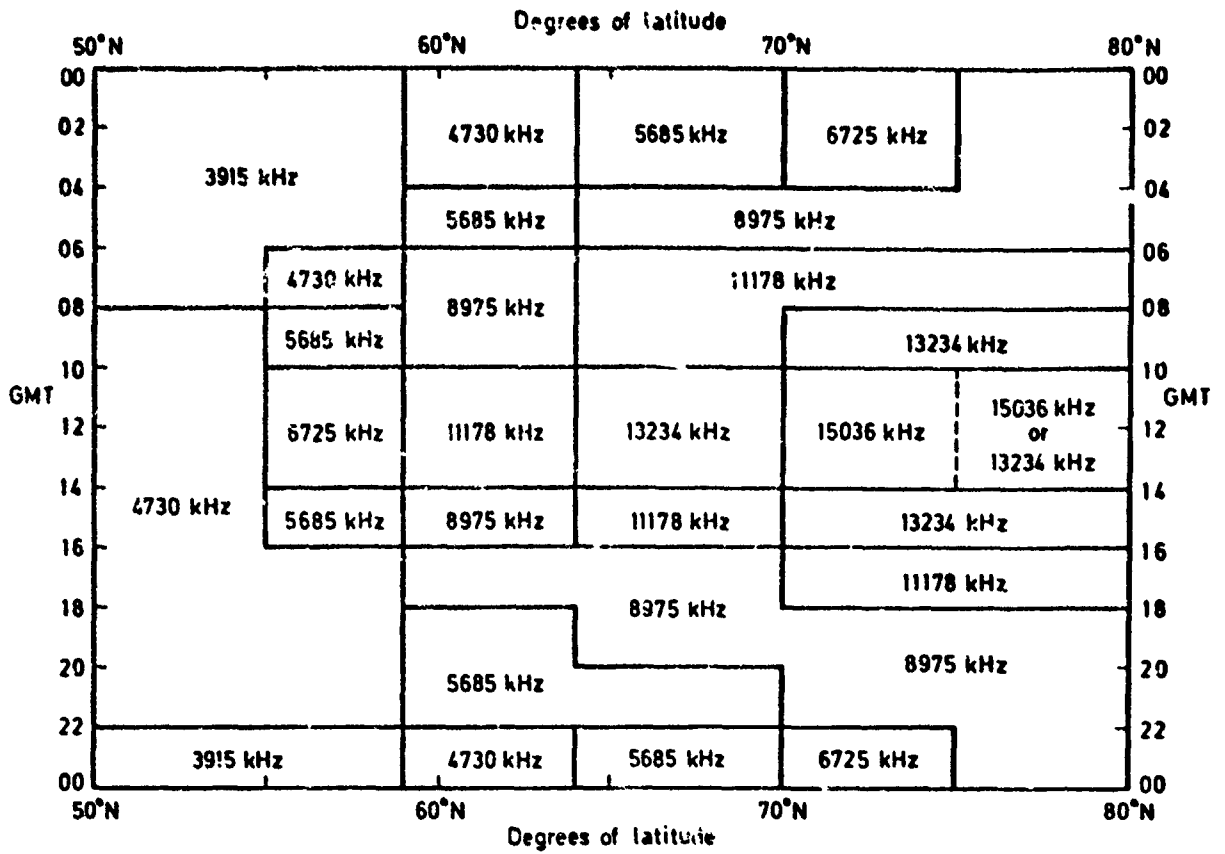 Degrees of latitude
50°N 60°N 70°N 80°N
00 00
02 4730 kHz 5685 kHz 6725 kHz 02
3915 kHz
04 04
5685 kHz 8975 kHz
06 06
4730 kHz 11178 kHz
08 8975 kHz 08
5685 kHz 13234 kHz
10 10
GMT GMT
15036 kHz
12 6725 kHz 11178 kHz 13234 kHz 15036 kHz or 12
13234 kHz
14 14
4730 kHz
5685 kHz 8975 kHz 11178 kHz 13234 kHz
16 16
11178 kHz
18 8975 kHz 18
20 8975 kHz 20
5685 kHz
22 22
3915 kHz 4730 kHz 5685 kHz 6725 kHz
00 00
50°N 60°N 70°N 80°N
Degrees of latitude